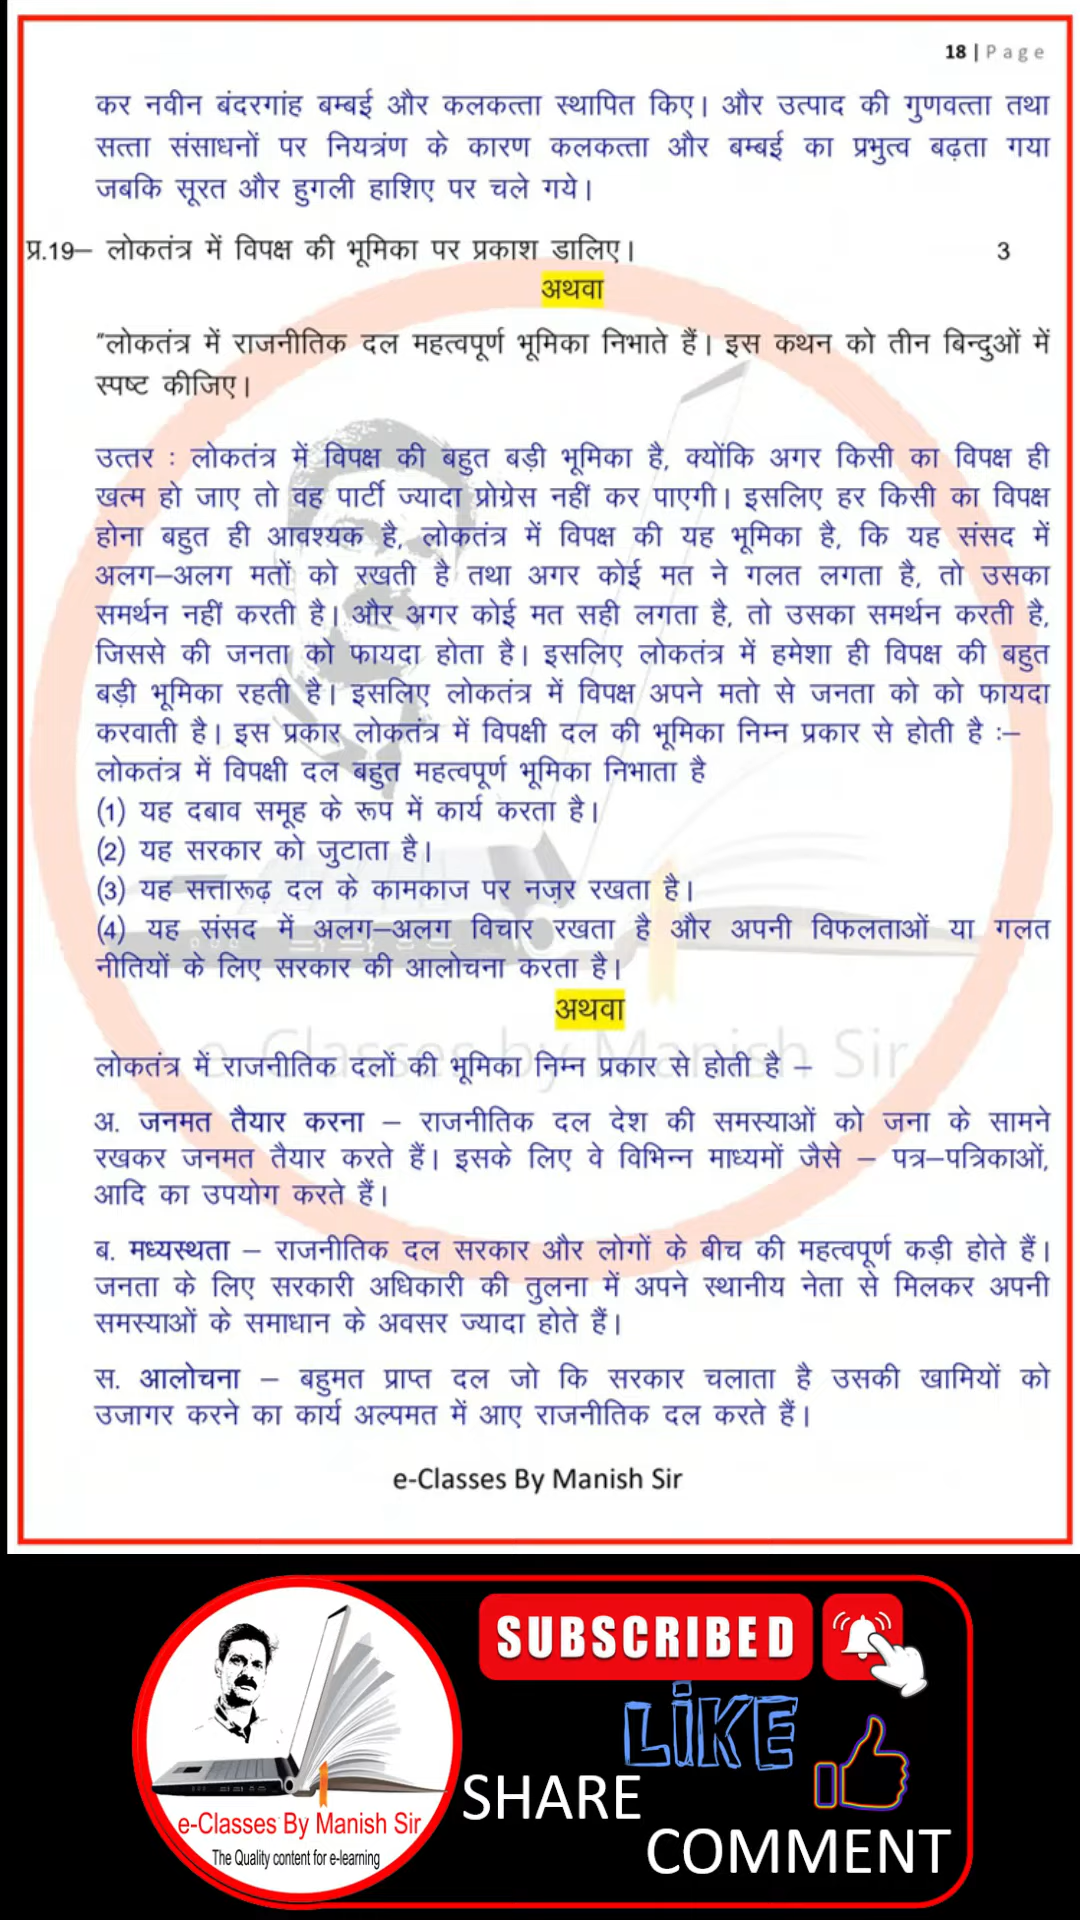 18 | Page
कर नवीन बंदरगांह बम्बई और कलकत्ता स्थापित किए। और उत्पाद की गुणवत्ता तथा
सत्ता संसाधनों पर नियत्रंण के कारण कलकत्ता और बम्बई का प्रभुत्व बढ़ता गया
जबकि सूरत और हुगली हाशिए पर चले गये।
प्र.19– लोकतंत्र में विपक्ष की भूमिका पर प्रकाश डालिए। 3
अथवा
"लोकतंत्र में राजनीतिक दल महत्वपूर्ण भूमिका निभाते हैं। इस कथन को तीन बिन्दुओं में
स्पष्ट कीजिए।
उत्तर : लोकतंत्र में विपक्ष की बहुत बड़ी भूमिका है, क्योंकि अगर किसी का विपक्ष ही
खत्म हो जाए तो वह पार्टी ज्यादा प्रोग्रेस नहीं कर पाएगी। इसलिए हर किसी का विपक्ष
होना बहुत ही आवश्यक है, लोकतंत्र में विपक्ष की यह भूमिका है, कि यह संसद में
अलग–अलग मतों को रखती है तथा अगर कोई मत ने गलत लगता है, तो उसका
समर्थन नहीं करती है। और अगर कोई मत सही लगता है, तो उसका समर्थन करती है,
जिससे की जनता को फायदा होता है। इसलिए लोकतंत्र में हमेशा ही विपक्ष की बहुत
बड़ी भूमिका रहती है। इसलिए लोकतंत्र में विपक्ष अपने मतो से जनता को को फायदा
करवाती है। इस प्रकार लोकतंत्र में विपक्षी दल की भूमिका निम्न प्रकार से होती है :–
लोकतंत्र में विपक्षी दल बहुत महत्वपूर्ण भूमिका निभाता है
(1) यह दबाव समूह के रूप में कार्य करता है।
(2) यह सरकार को जुटाता है।
(3) यह सत्तारूढ़ दल के कामकाज पर नज़र रखता है।
(4) यह संसद में अलग–अलग विचार रखता है और अपनी विफलताओं या गलत
नीतियों के लिए सरकार की आलोचना करता है।
अथवा
e-Classes by Manish Sir
लोकतंत्र में राजनीतिक दलों की भूमिका निम्न प्रकार से होती है –
अ. जनमत तैयार करना – राजनीतिक दल देश की समस्याओं को जना के सामने
रखकर जनमत तैयार करते हैं। इसके लिए वे विभिन्न माध्यमों जैसे – पत्र–पत्रिकाओं,
आदि का उपयोग करते हैं।
ब. मध्यस्थता – राजनीतिक दल सरकार और लोगों के बीच की महत्वपूर्ण कड़ी होते हैं।
जनता के लिए सरकारी अधिकारी की तुलना में अपने स्थानीय नेता से मिलकर अपनी
समस्याओं के समाधान के अवसर ज्यादा होते हैं।
स. आलोचना – बहुमत प्राप्त दल जो कि सरकार चलाता है उसकी खामियों को
उजागर करने का कार्य अल्पमत में आए राजनीतिक दल करते हैं।
e-Classes By Manish Sir
SUBSCRIBED
LiKE
SHARE
COMMENT
e-Classes By Manish Sir
The Quality content for e-learning